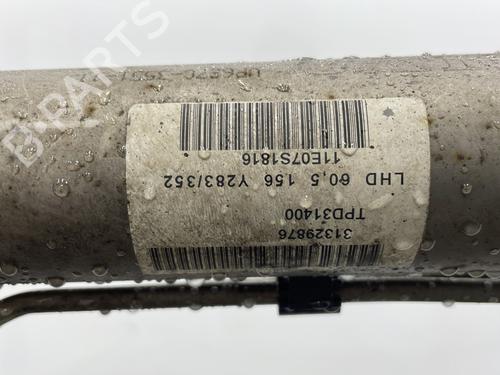 LHD 60,5 156 Y283/352
11E07S1816
TPD31400
31329876
B-PARTS